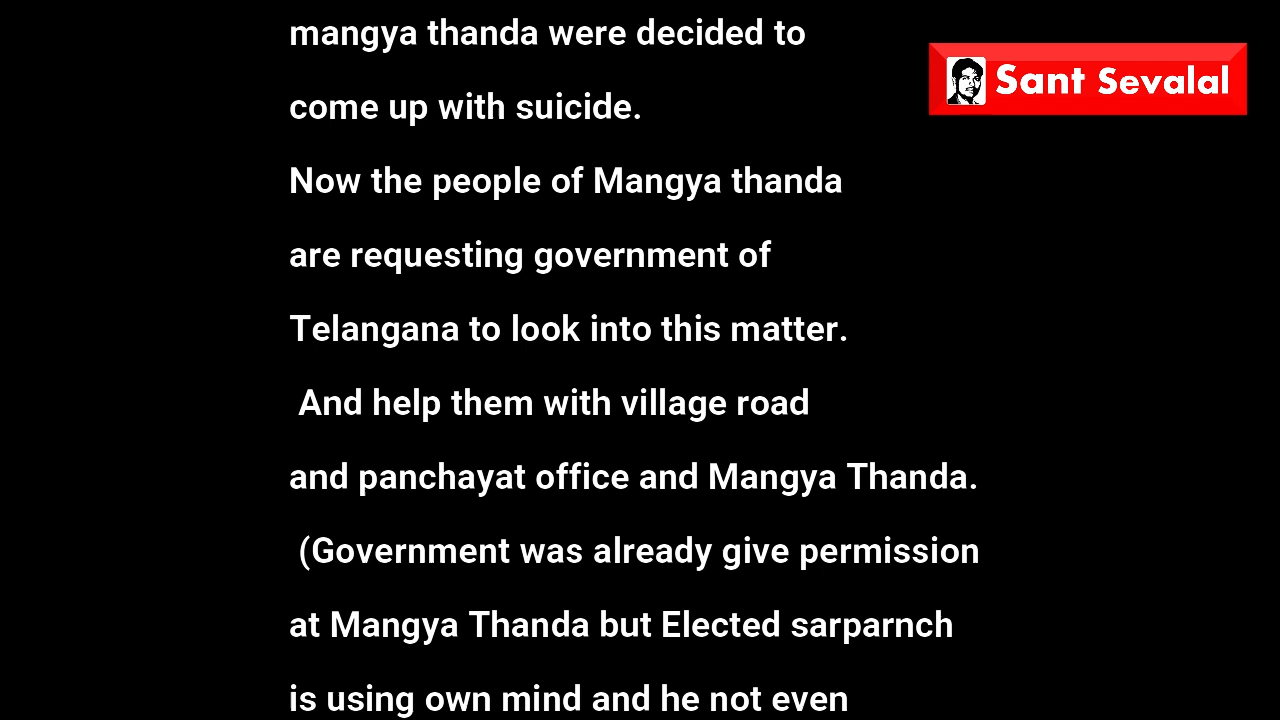 mangya thanda were decided to
Sant Sevalal
come up with suicide.
Now the people of Mangya thanda
are requesting government of
Telangana to look into this matter.
And help them with village road
and panchayat office and Mangya Thanda.
(Government was already give permission
at Mangya Thanda but Elected sarparnch
is using own mind and he not even